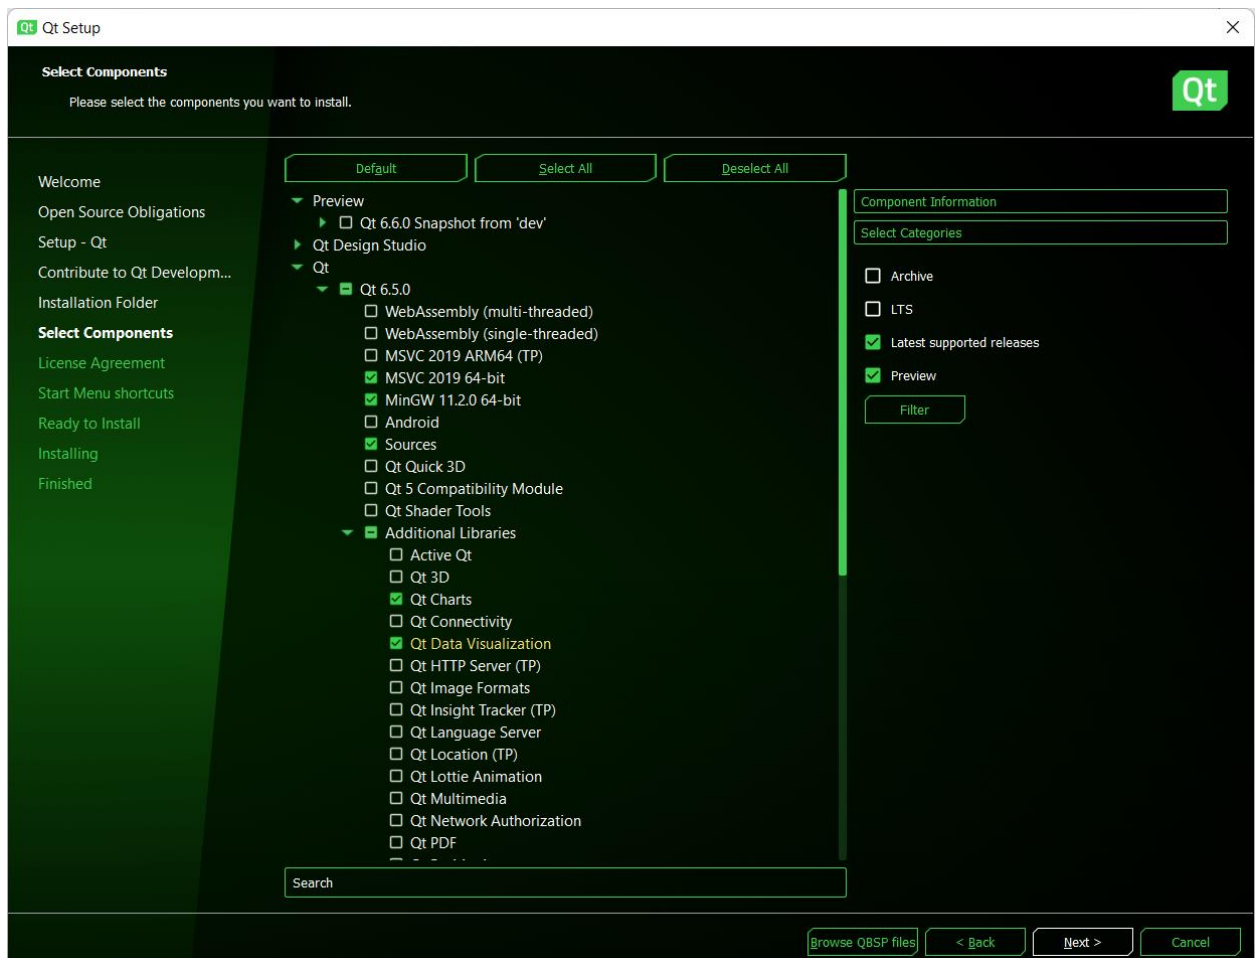 Qt Qt Setup
Select Components
Please select the components you want to install.
Qt
Welcome
Open Source Obligations
Setup - Qt
Contribute to Qt Developm...
Installation Folder
Select Components
License Agreement
Start Menu shortcuts
Ready to Install
Installing
Finished
Default Select All Deselect All
Preview
Qt 6.6.0 Snapshot from 'dev'
Qt Design Studio
Qt
Qt 6.5.0
WebAssembly (multi-threaded)
WebAssembly (single-threaded)
MSVC 2019 ARM64 (TP)
MSVC 2019 64-bit
MinGW 11.2.0 64-bit
Android
Sources
Qt Quick 3D
Qt 5 Compatibility Module
Qt Shader Tools
Additional Libraries
Active Qt
Qt 3D
Qt Charts
Qt Connectivity
Qt Data Visualization
Qt HTTP Server (TP)
Qt Image Formats
Qt Insight Tracker (TP)
Qt Language Server
Qt Location (TP)
Qt Lottie Animation
Qt Multimedia
Qt Network Authorization
Qt PDF
Search
Component Information
Select Categories
Archive
LTS
Latest supported releases
Preview
Filter
Browse QBSP files < Back Next > Cancel